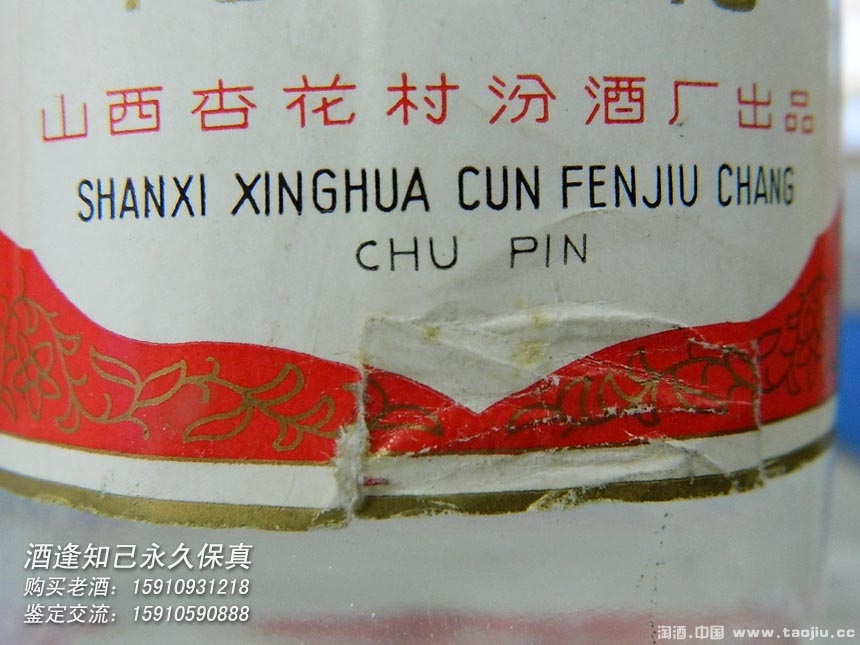 山西杏花村汾酒厂出品
SHANXI XINGHUA CUN FENJIU CHANG
CHU PIN
酒逢知己永久保真
购买老酒：15910931218
鉴定交流：15910590888
淘酒.中国 www.taojiu.cc